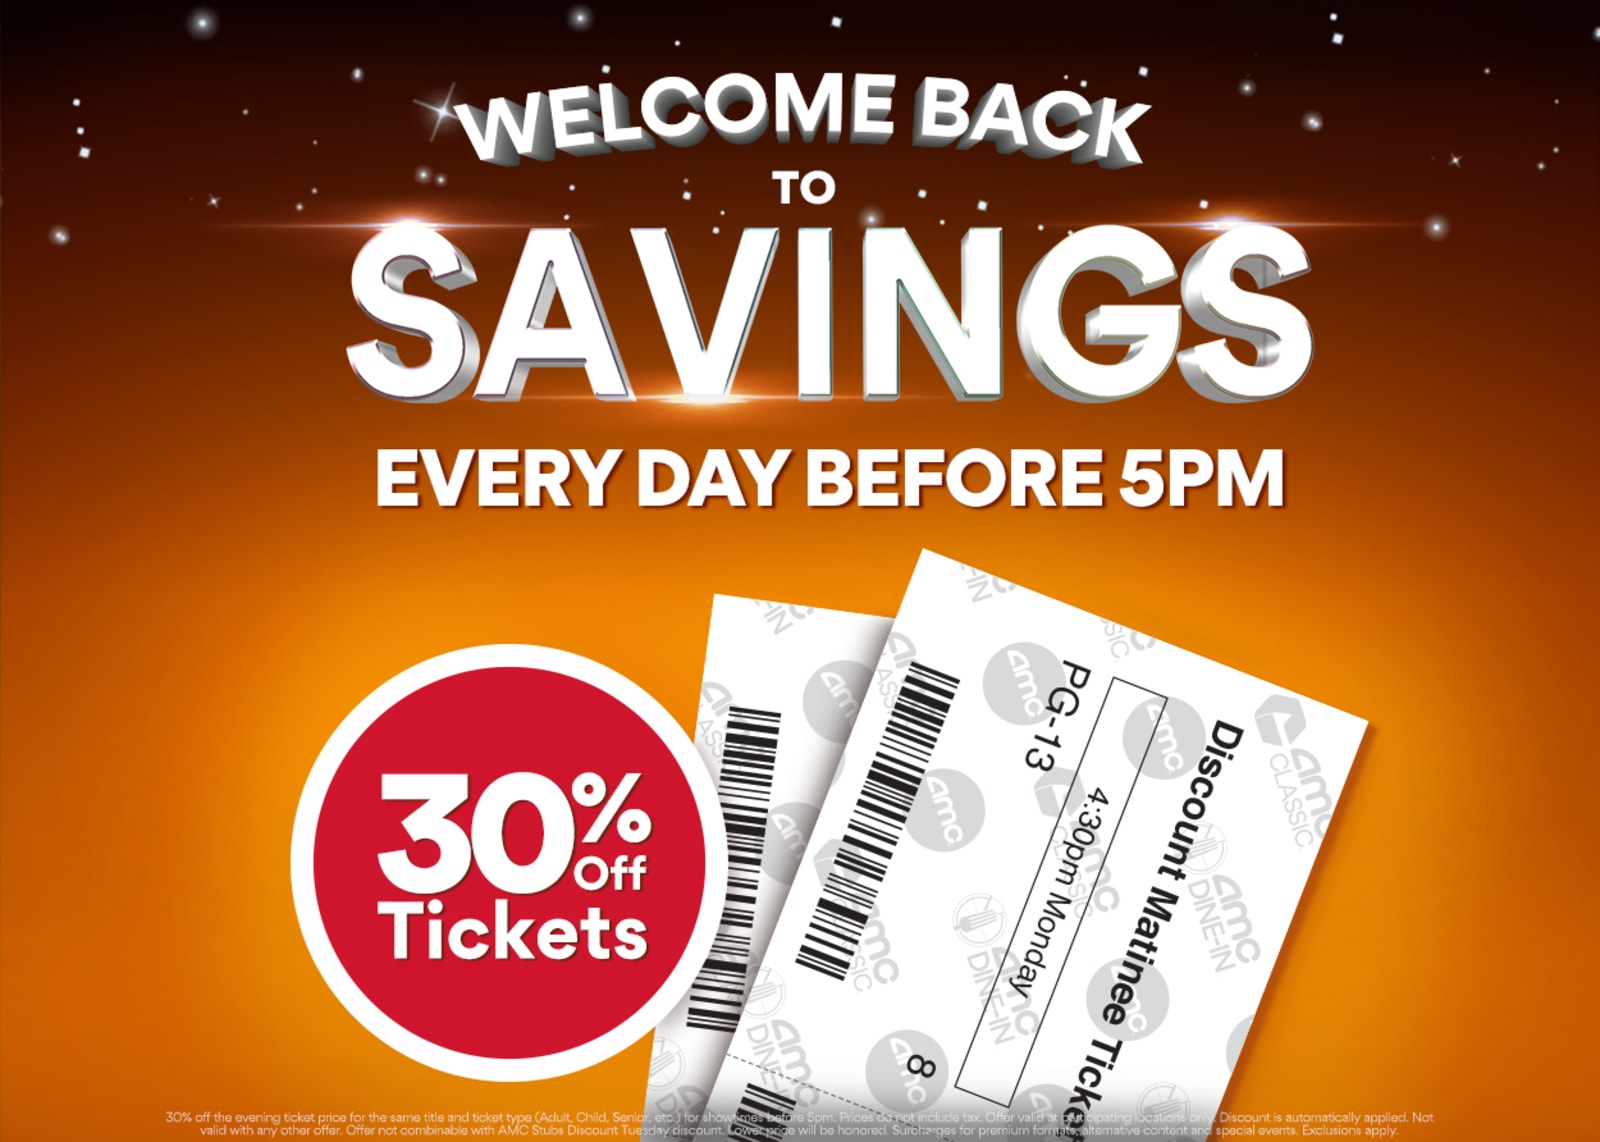 WELCOME BACK
TO
SAVINGS
EVERY DAY BEFORE 5PM
30%
Off
Tickets
Discount Matinee
4:30pm Monday
PG-13
8
amc
CLASSIC
amc
DINE-IN
30% off the evening ticket price for the same title and ticket type (Adult, Child, Senior, etc.) for showtimes before 5pm. Prices do not include tax. Offer valid at participating locations only. Discount is automatically applied. Not
valid with any other offer. Offer not combinable with AMC Stubs Discount Tuesday discount. Lower price will be honored. Surcharges for premium formats, alternative content and special events. Exclusions apply.